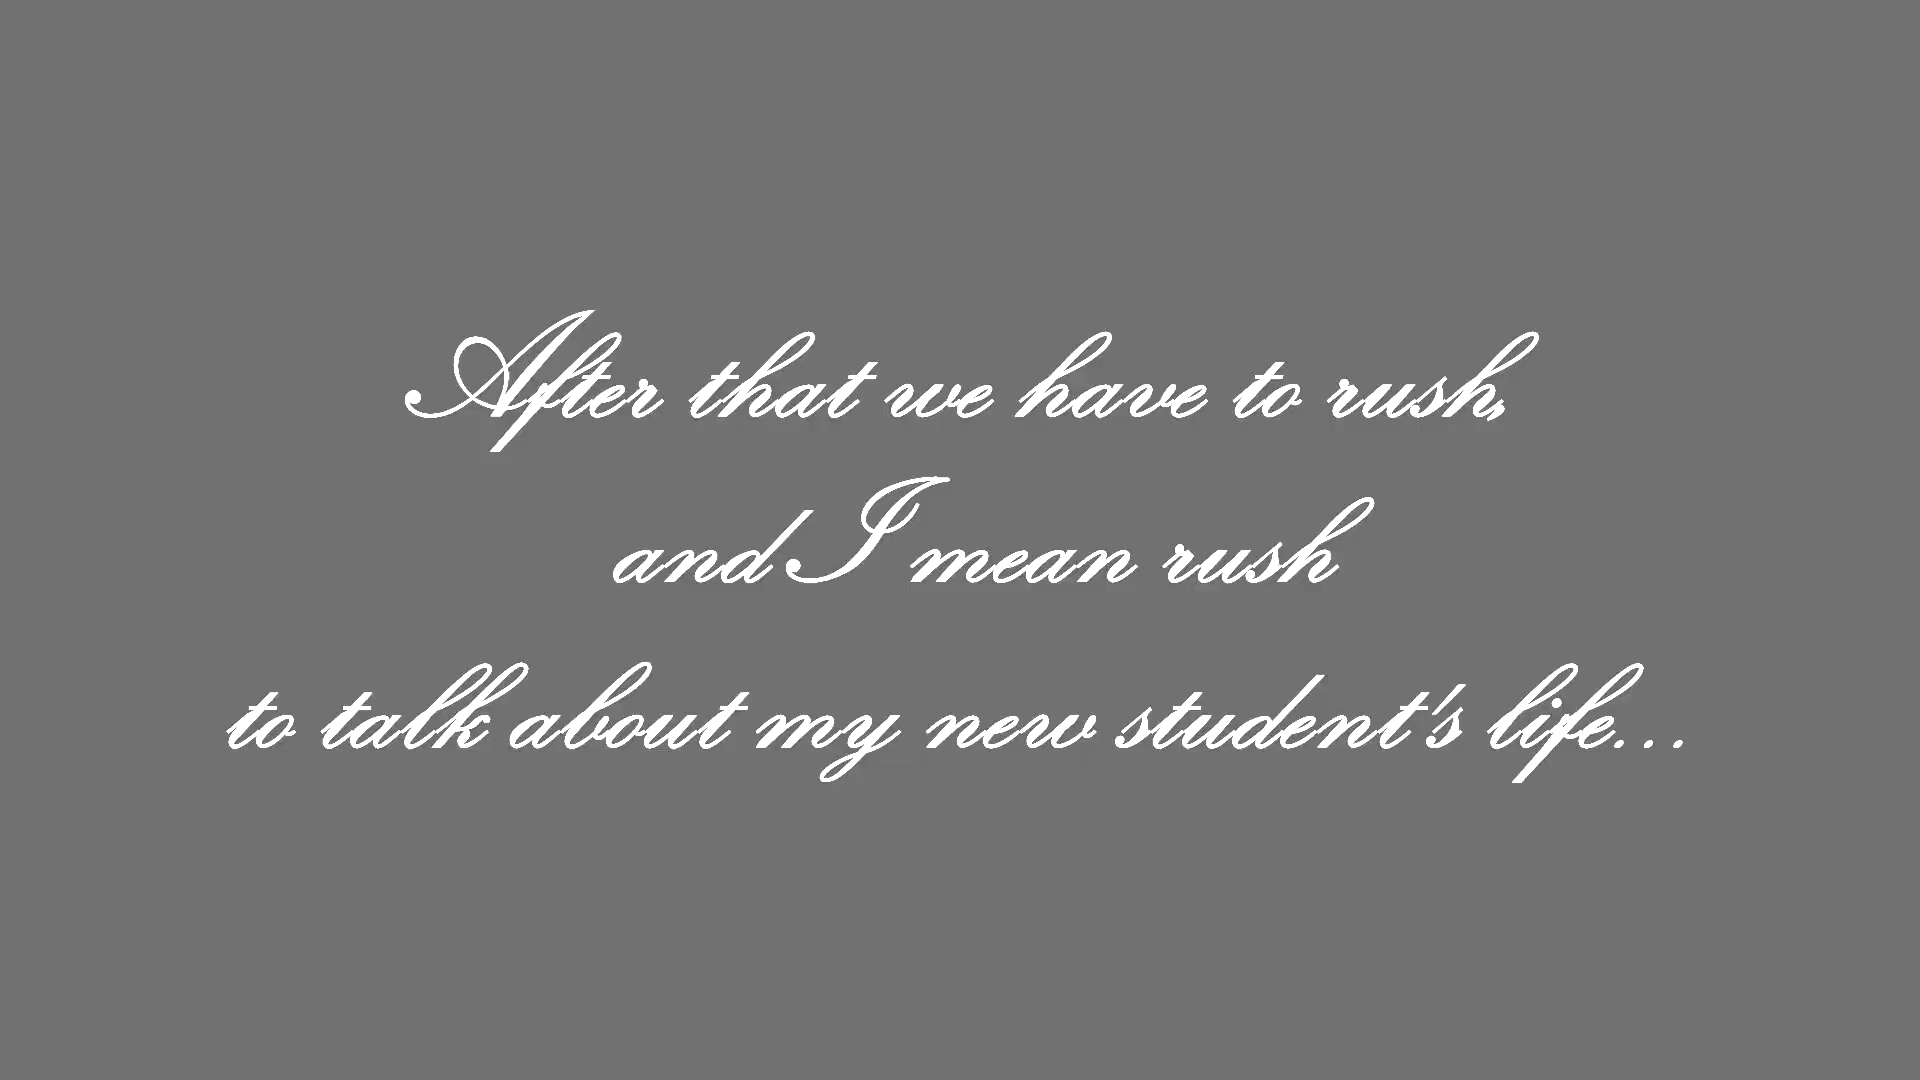 After that we have to rush,
and I mean rush
to talk about my new student's life...